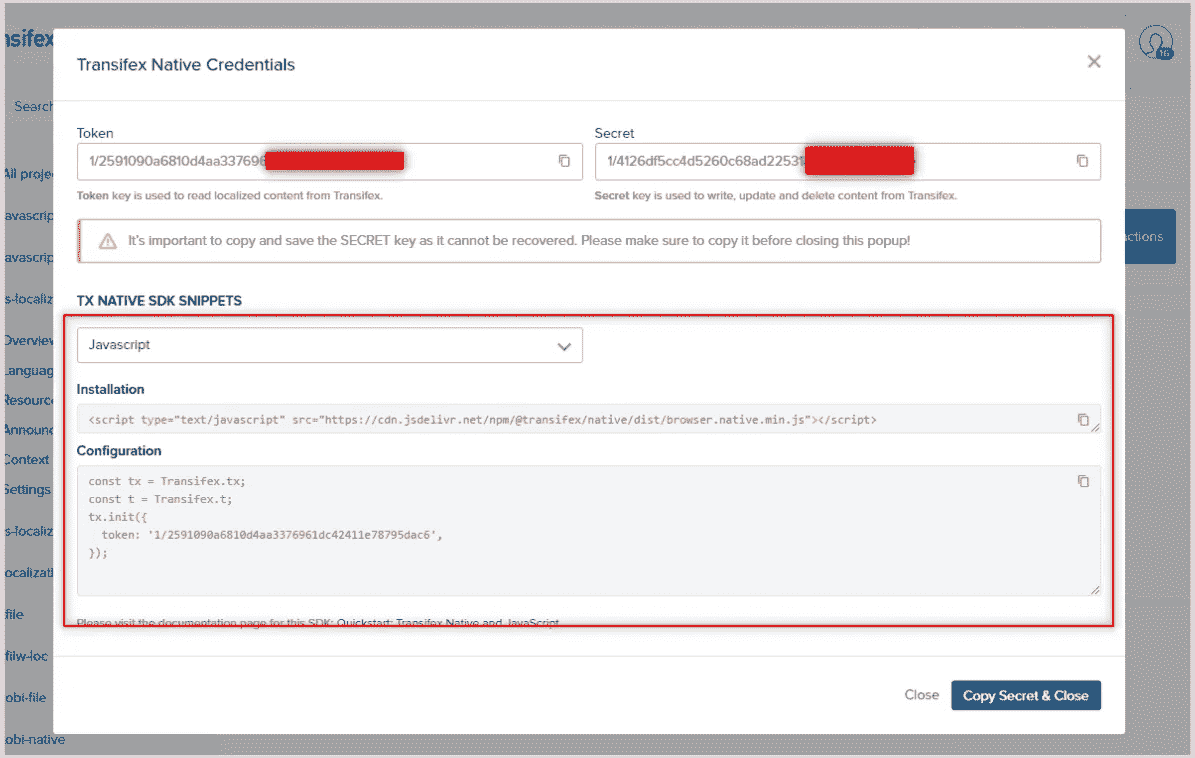 nsifex
16
Transifex Native Credentials
Search
Token
Secret
1/2591090a6810d4aa337696
1/4126df5cc4d5260c68ad22531
All proje
Token key is used to read localized content from Transifex.
Secret key is used to write, update and delete content from Transifex.
avascrip
It's important to copy and save the SECRET key as it cannot be recovered. Please make sure to copy it before closing this popup!
ctions
avascrip
s-localiz
TX NATIVE SDK SNIPPETS
Overview
Javascript
Languag
Installation
Resourc
<script type="text/javascript" src="https://cdn.jsdelivr.net/npm/@transifex/native/dist/browser.native.min.js"></script>
Announc
Configuration
Context
const tx = Transifex.tx;
Settings
const t = Transifex.t;
tx.init({
s-localiz
token: '1/2591090a6810d4aa3376961dc42411e78795dac6',
});
ocalizati
file
Please visit the documentation page for this SDK: Quickstart: Transifex Native and JavaScript
filw-loc
obi-file
Close
Copy Secret & Close
obi-native